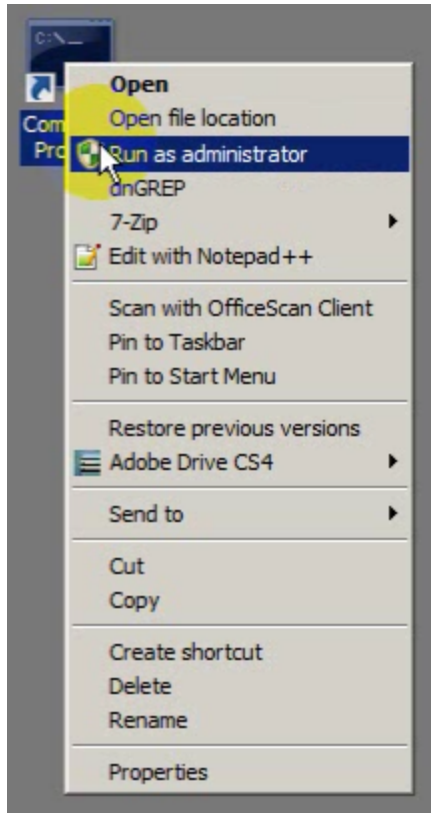 C:\_
Com
Pro
Open
Open file location
Run as administrator
dnGREP
7-Zip
Edit with Notepad++
Scan with OfficeScan Client
Pin to Taskbar
Pin to Start Menu
Restore previous versions
Adobe Drive CS4
Send to
Cut
Copy
Create shortcut
Delete
Rename
Properties